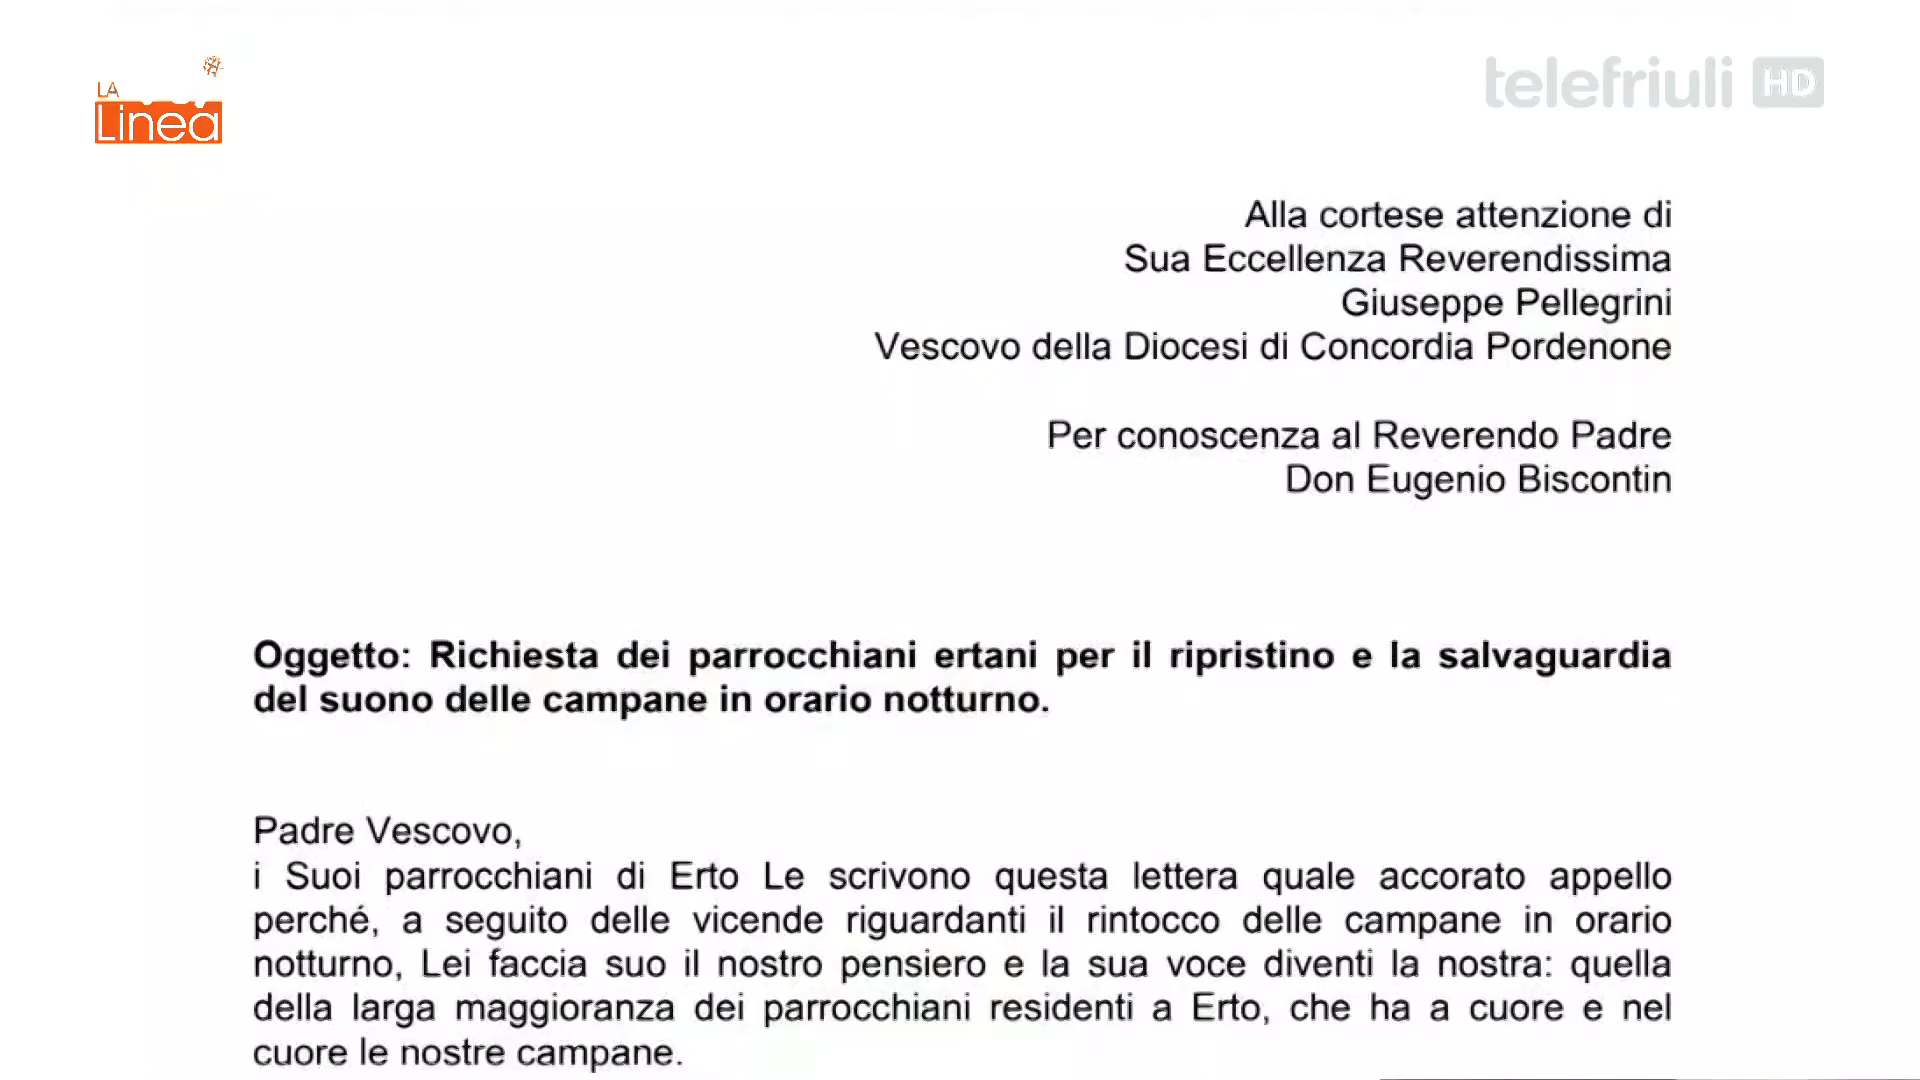 LA
Linea
telefriuli HD
Alla cortese attenzione di
Sua Eccellenza Reverendissima
Giuseppe Pellegrini
Vescovo della Diocesi di Concordia Pordenone
Per conoscenza al Reverendo Padre
Don Eugenio Biscontin
Oggetto: Richiesta dei parrocchiani ertani per il ripristino e la salvaguardia
del suono delle campane in orario notturno.
Padre Vescovo,
i Suoi parrocchiani di Erto Le scrivono questa lettera quale accorato appello
perché, a seguito delle vicende riguardanti il rintocco delle campane in orario
notturno, Lei faccia suo il nostro pensiero e la sua voce diventi la nostra: quella
della larga maggioranza dei parrocchiani residenti a Erto, che ha a cuore e nel
cuore le nostre campane.